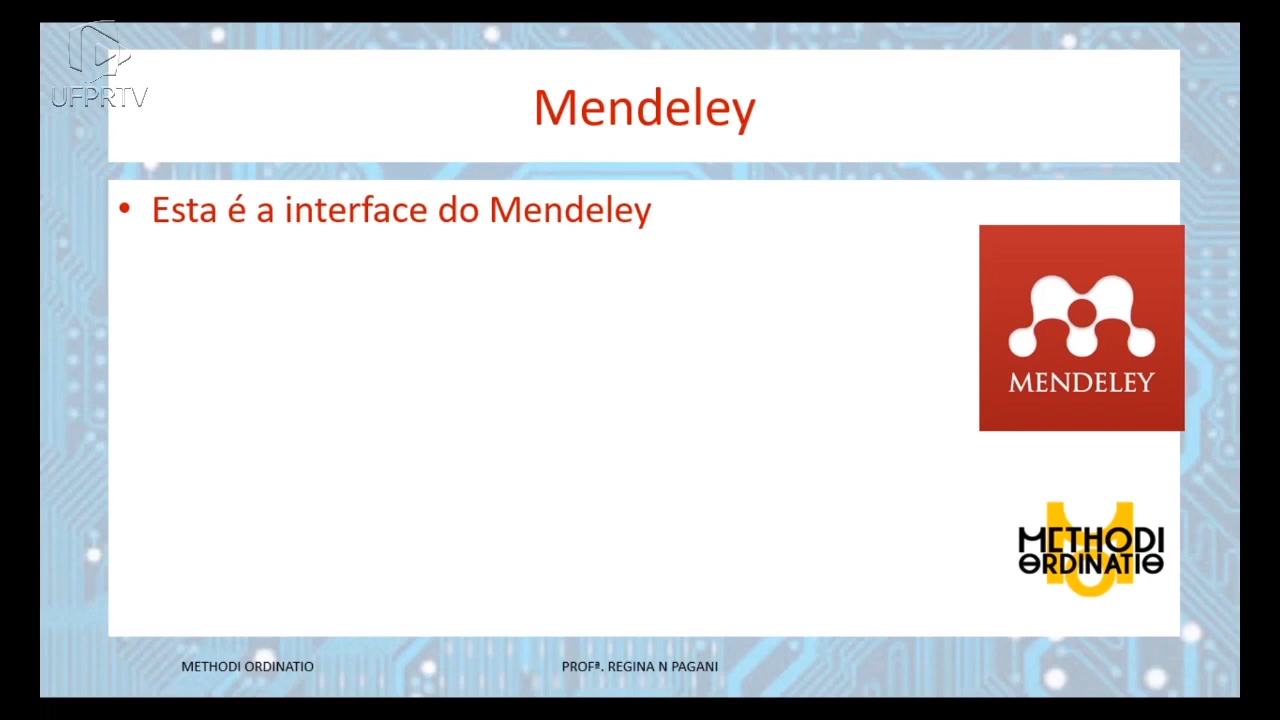 UFPRTV
Mendeley
• Esta é a interface do Mendeley
MENDELEY
METHODI
ORDINATIO
METHODI ORDINATIO
PROFª. REGINA N PAGANI